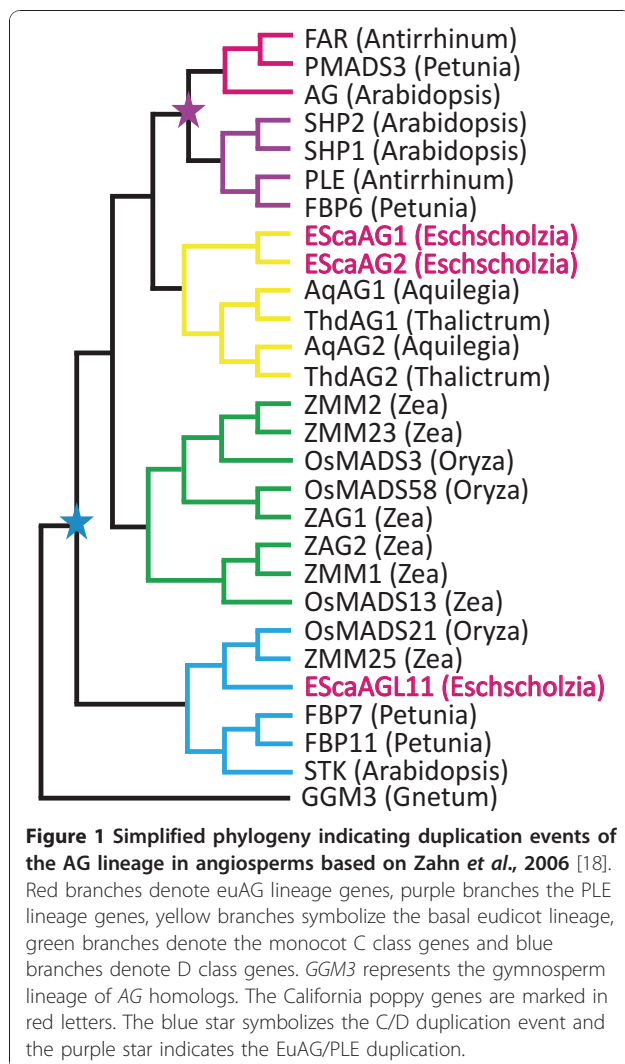 FAR (Antirrhinum)
PMADS3 (Petunia)
AG (Arabidopsis)
SHP2 (Arabidopsis)
SHP1 (Arabidopsis)
PLE (Antirrhinum)
FBP6 (Petunia)
EScaAG1 (Eschscholzia)
EScaAG2 (Eschscholzia)
AqAG1 (Aquilegia)
ThdAG1 (Thalictrum)
AqAG2 (Aquilegia)
ThdAG2 (Thalictrum)
ZMM2 (Zea)
ZMM23 (Zea)
OsMADS3 (Oryza)
OsMADS58 (Oryza)
ZAG1 (Zea)
ZAG2 (Zea)
ZMM1 (Zea)
OsMADS13 (Zea)
OsMADS21 (Oryza)
ZMM25 (Zea)
EScaAGL11 (Eschscholzia)
FBP7 (Petunia)
FBP11 (Petunia)
STK (Arabidopsis)
GGM3 (Gnetum)
Figure 1 Simplified phylogeny indicating duplication events of
the AG lineage in angiosperms based on Zahn et al., 2006 [18].
Red branches denote euAG lineage genes, purple branches the PLE
lineage genes, yellow branches symbolize the basal eudicot lineage,
green branches denote the monocot C class genes and blue
branches denote D class genes. GGM3 represents the gymnosperm
lineage of AG homologs. The California poppy genes are marked in
red letters. The blue star symbolizes the C/D duplication event and
the purple star indicates the EuAG/PLE duplication.